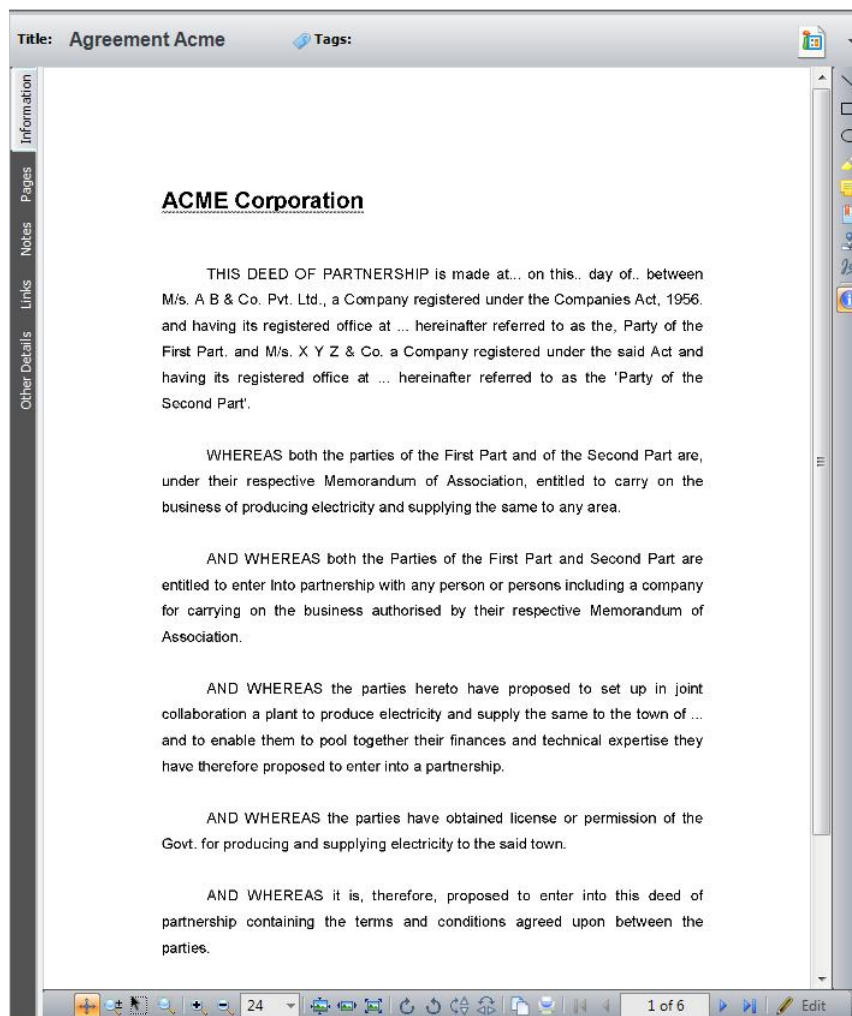 Title: Agreement Acme Tags:
Information
Pages
Notes
Links
Other Details
ACME Corporation
THIS DEED OF PARTNERSHIP is made at... on this.. day of.. between
M/s. A B & Co. Pvt. Ltd., a Company registered under the Companies Act, 1956.
and having its registered office at ... hereinafter referred to as the, Party of the
First Part. and M/s. X Y Z & Co. a Company registered under the said Act and
having its registered office at ... hereinafter referred to as the 'Party of the
Second Part'.
WHEREAS both the parties of the First Part and of the Second Part are,
under their respective Memorandum of Association, entitled to carry on the
business of producing electricity and supplying the same to any area.
AND WHEREAS both the Parties of the First Part and Second Part are
entitled to enter Into partnership with any person or persons including a company
for carrying on the business authorised by their respective Memorandum of
Association.
AND WHEREAS the parties hereto have proposed to set up in joint
collaboration a plant to produce electricity and supply the same to the town of ...
and to enable them to pool together their finances and technical expertise they
have therefore proposed to enter into a partnership.
AND WHEREAS the parties have obtained license or permission of the
Govt. for producing and supplying electricity to the said town.
AND WHEREAS it is, therefore, proposed to enter into this deed of
partnership containing the terms and conditions agreed upon between the
parties.
24 1 of 6 Edit